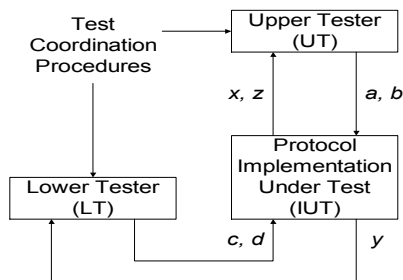 Test
Coordination
Procedures
Upper Tester
(UT)
x, z
a, b
Protocol
Implementation
Under Test
(IUT)
Lower Tester
(LT)
c, d
y